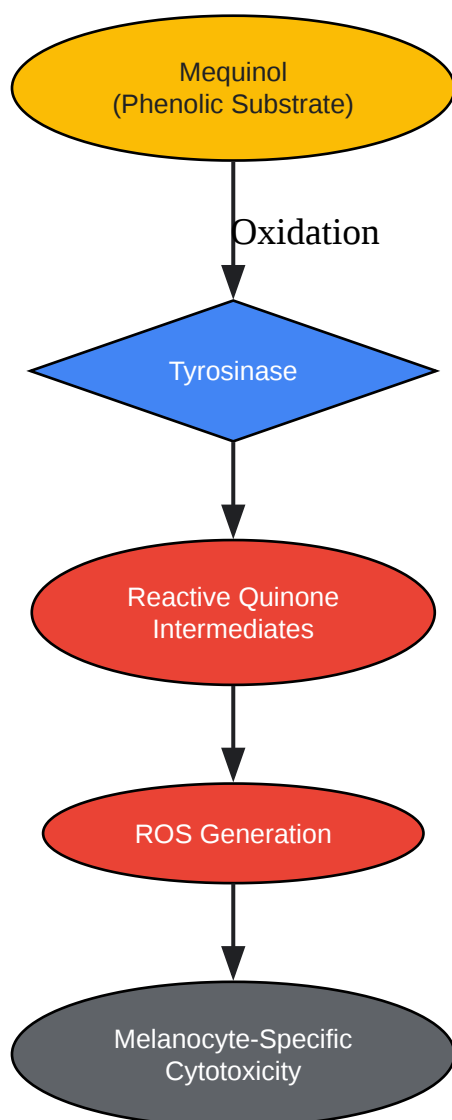 Mequinol
(Phenolic Substrate)
Oxidation
Tyrosinase
Reactive Quinone
Intermediates
ROS Generation
Melanocyte-Specific
Cytotoxicity